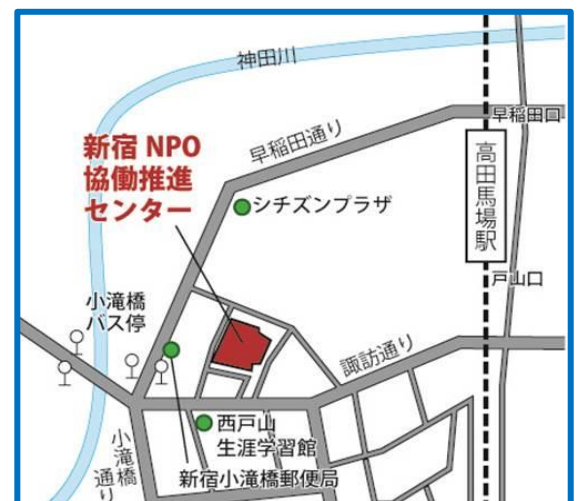 神田川
早稲田口
早稲田通り
新宿 NPO
協働推進
センター
高田馬場駅
シチズンプラザ
戸山口
小滝橋
バス停
諏訪通り
西戸山
生涯学習館
小滝橋
通り
新宿小滝橋郵便局